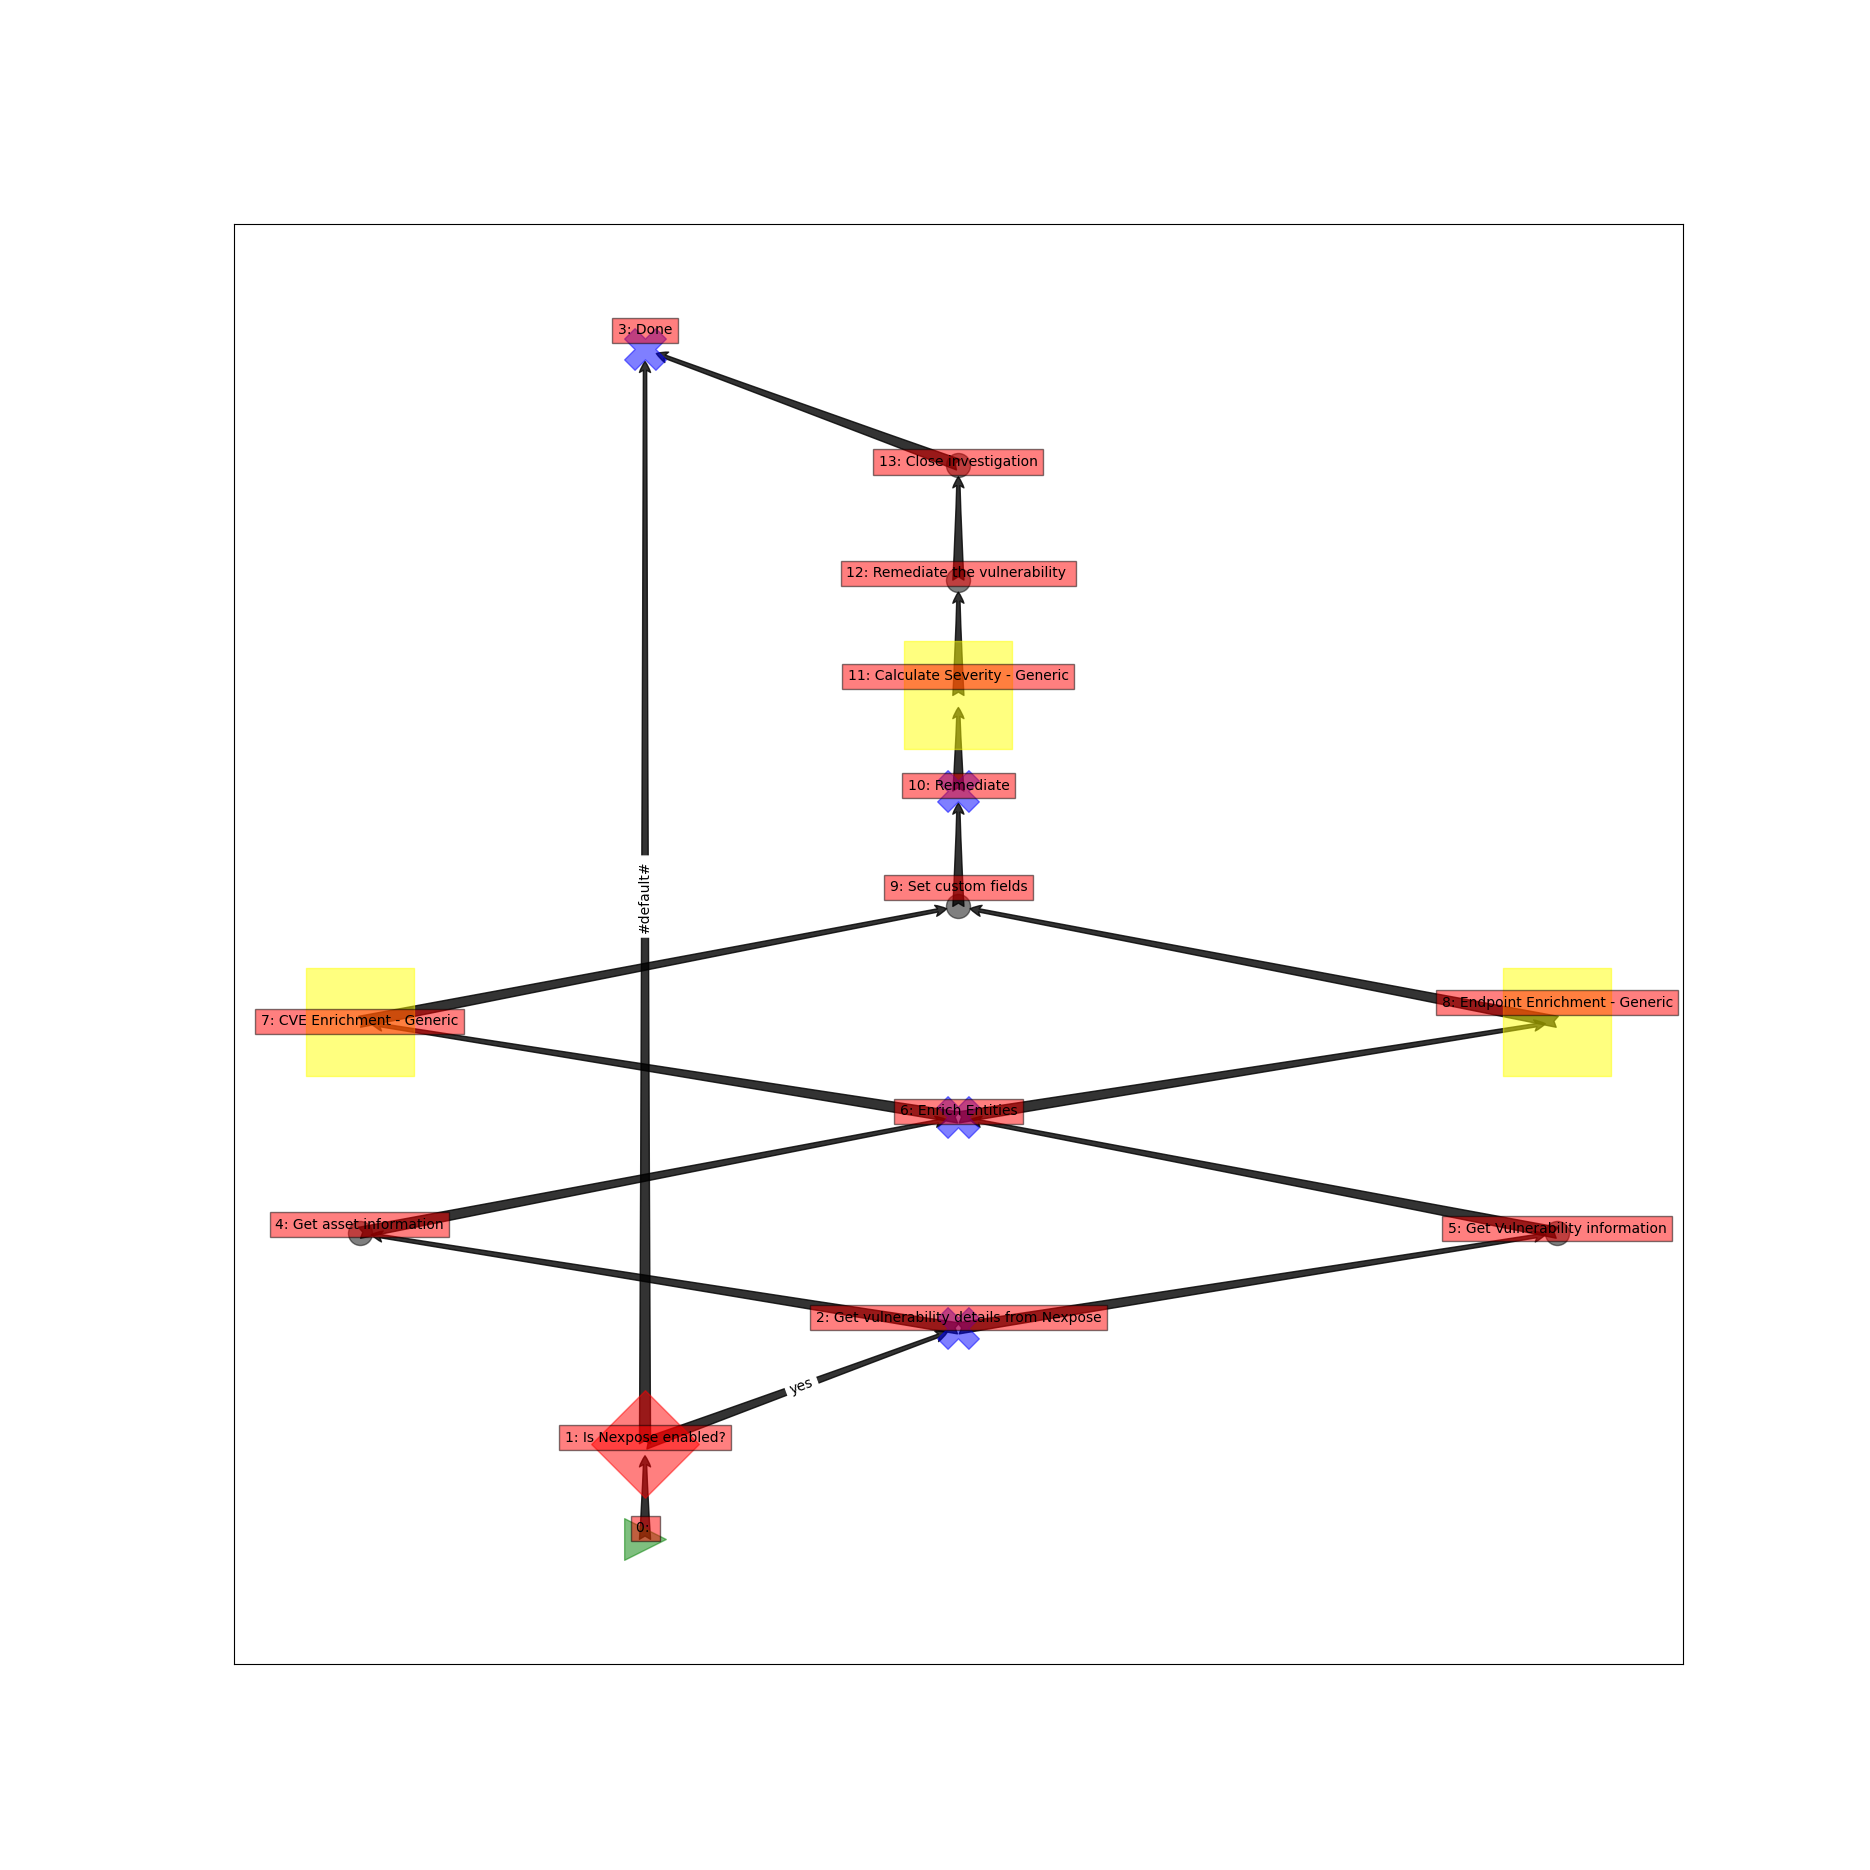 3: Done
13: Close investigation
12: Remediate the vulnerability
11: Calculate Severity - Generic
10: Remediate
#default#
9: Set custom fields
8: Endpoint Enrichment - Generic
7: CVE Enrichment - Generic
6: Enrich Entities
4: Get asset information
5: Get Vulnerability information
2: Get vulnerability details from Nexpose
yes
1: Is Nexpose enabled?
0: